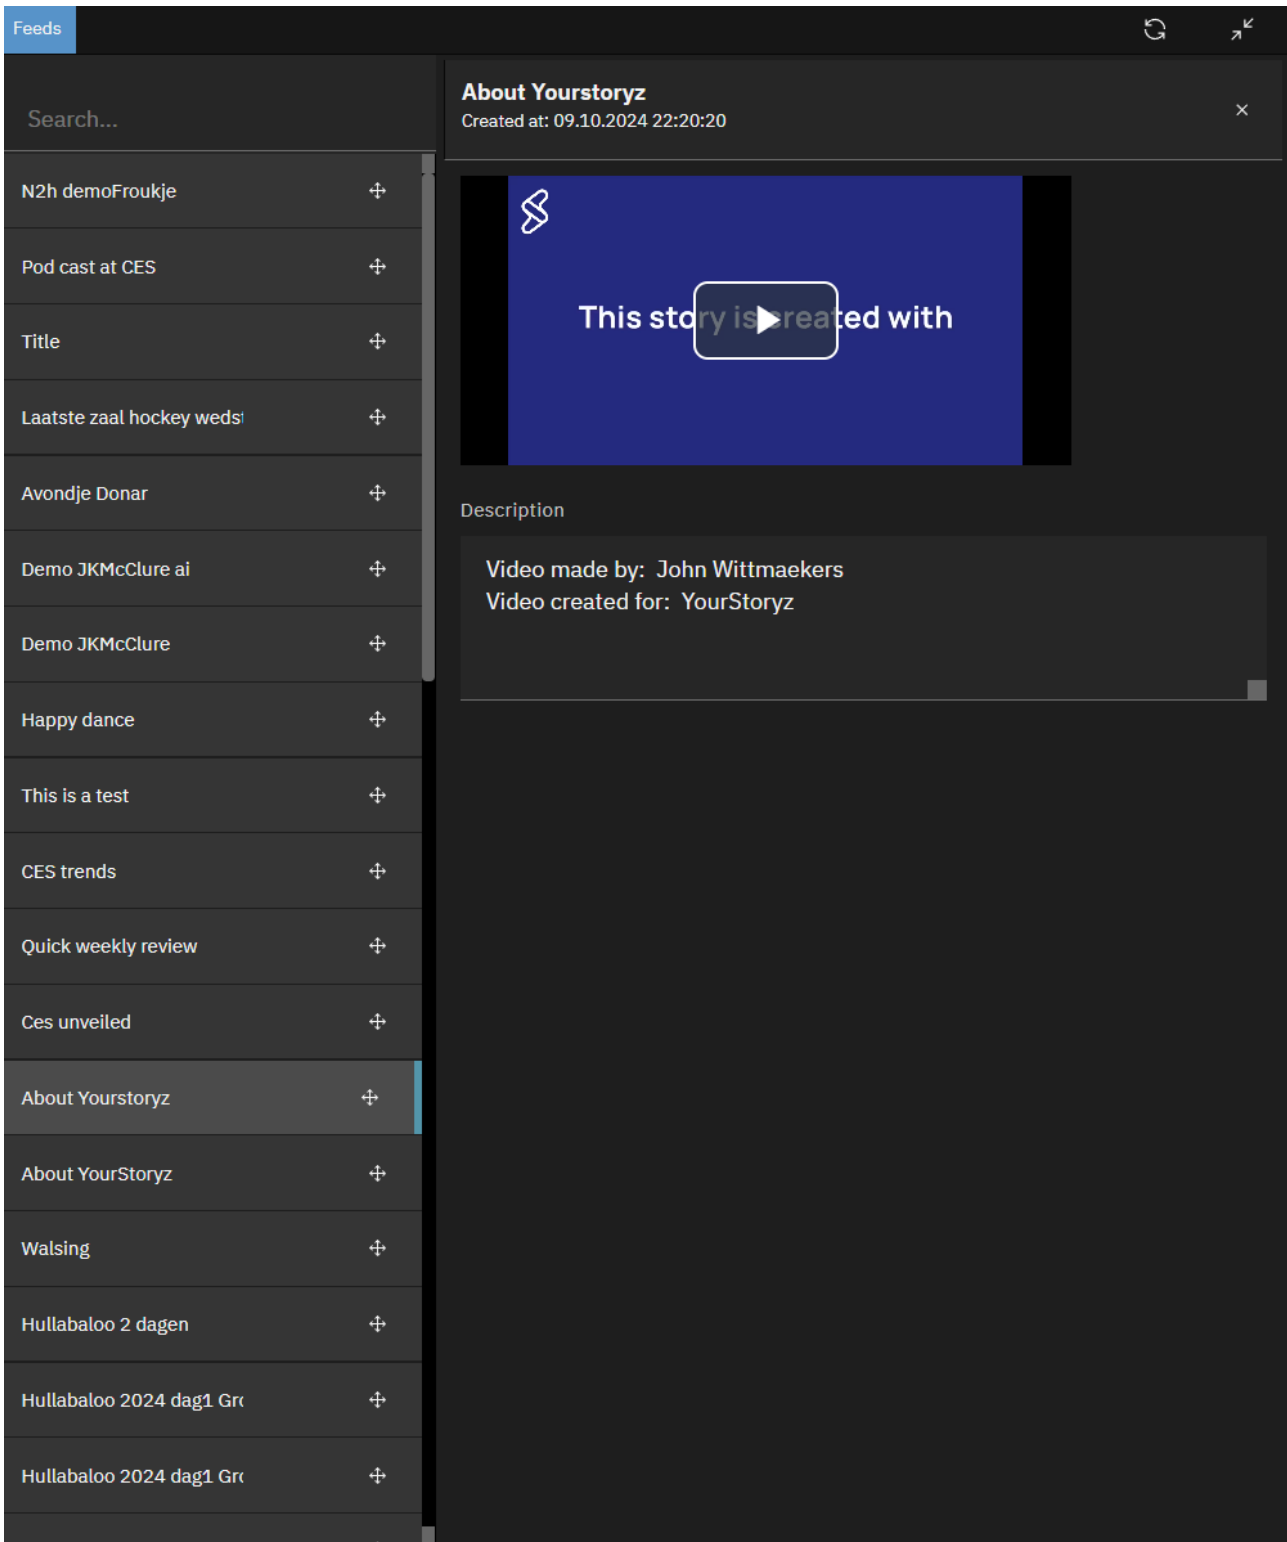 Feeds
Search...
N2h demoFroukje
Pod cast at CES
Title
Laatste zaal hockey weds
Avondje Donar
Demo JKMcClure ai
Demo JKMcClure
Happy dance
This is a test
CES trends
Quick weekly review
Ces unveiled
About Yourstoryz
About YourStoryz
Walsing
Hullabaloo 2 dagen
Hullabaloo 2024 dag1 Gro
Hullabaloo 2024 dag1 Gro
About Yourstoryz
Created at: 09.10.2024 22:20:20
This story is created with
Description
Video made by: John Wittmaekers
Video created for: YourStoryz